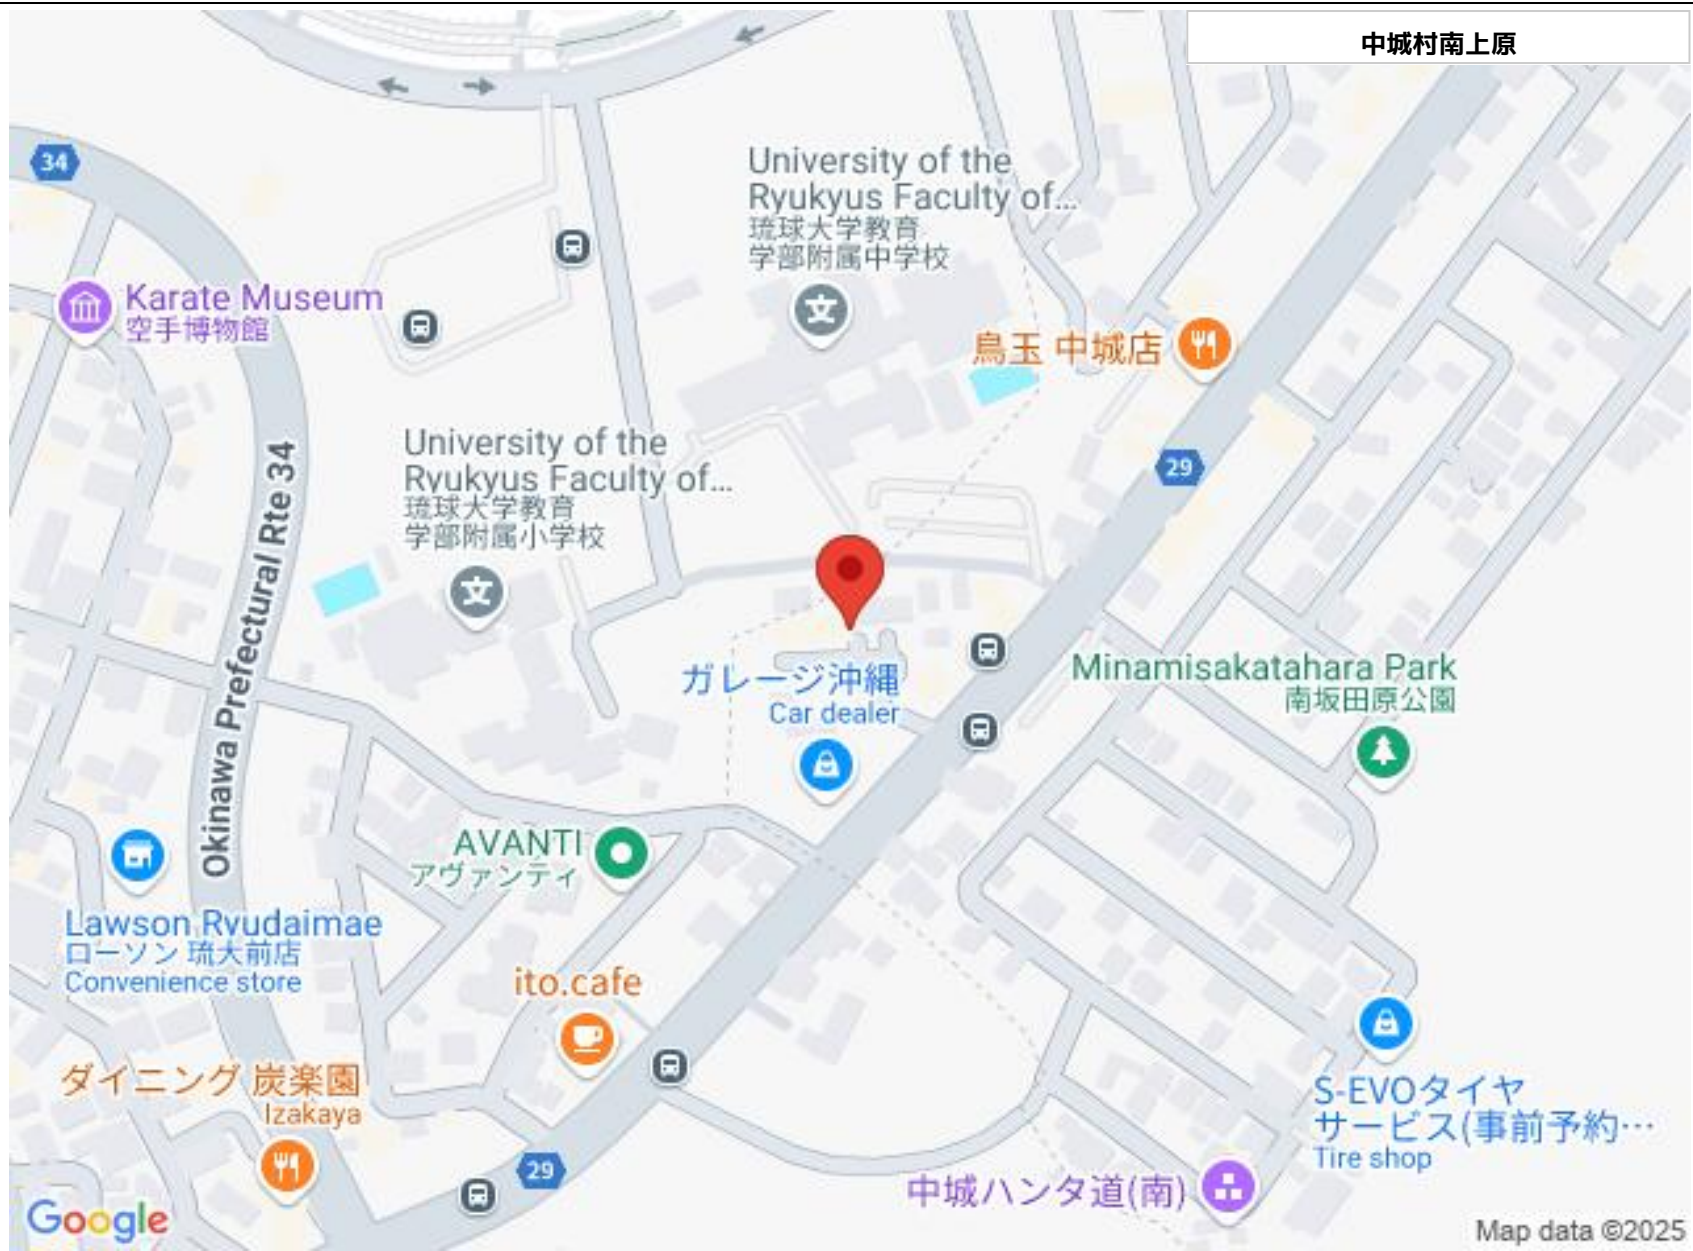 中城村南上原
34
University of the
Ryukyus Faculty of...
琉球大学教育
学部附属中学校
Karate Museum
空手博物館
鳥玉 中城店
University of the
Ryukyus Faculty of...
琉球大学教育
学部附属小学校
29
Okinawa Prefectural Rte 34
ガレージ沖縄
Car dealer
Minamisakatahara Park
南坂田原公園
AVANTI
アヴァンティ
Lawson Ryudaimae
ローソン 琉大前店
Convenience store
ito.cafe
ダイニング 炭楽園
Izakaya
S-EVOタイヤ
サービス(事前予約…
Tire shop
29
中城ハンタ道(南)
Google
Map data ©2025